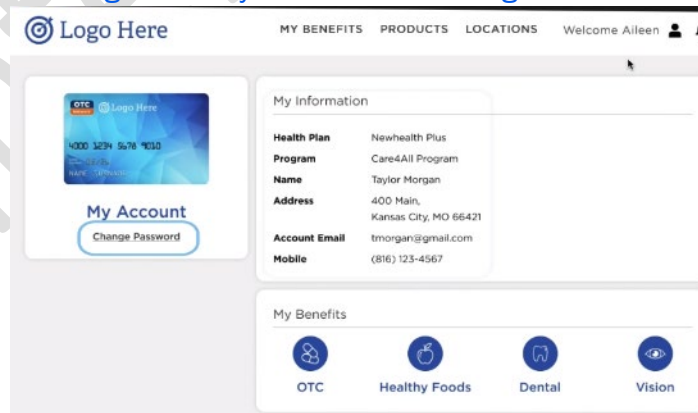 Logo Here
MY BENEFITS PRODUCTS LOCATIONS Welcome Aileen
OTC Logo Here
4000 1234 5678 9010
My Account
Change Password
My Information
Health Plan Newhealth Plus
Program Care4All Program
Name Taylor Morgan
Address 400 Main,
Kansas City, MO 66421
Account Email tmorgan@gmail.com
Mobile (816) 123-4567
My Benefits
OTC Healthy Foods Dental Vision